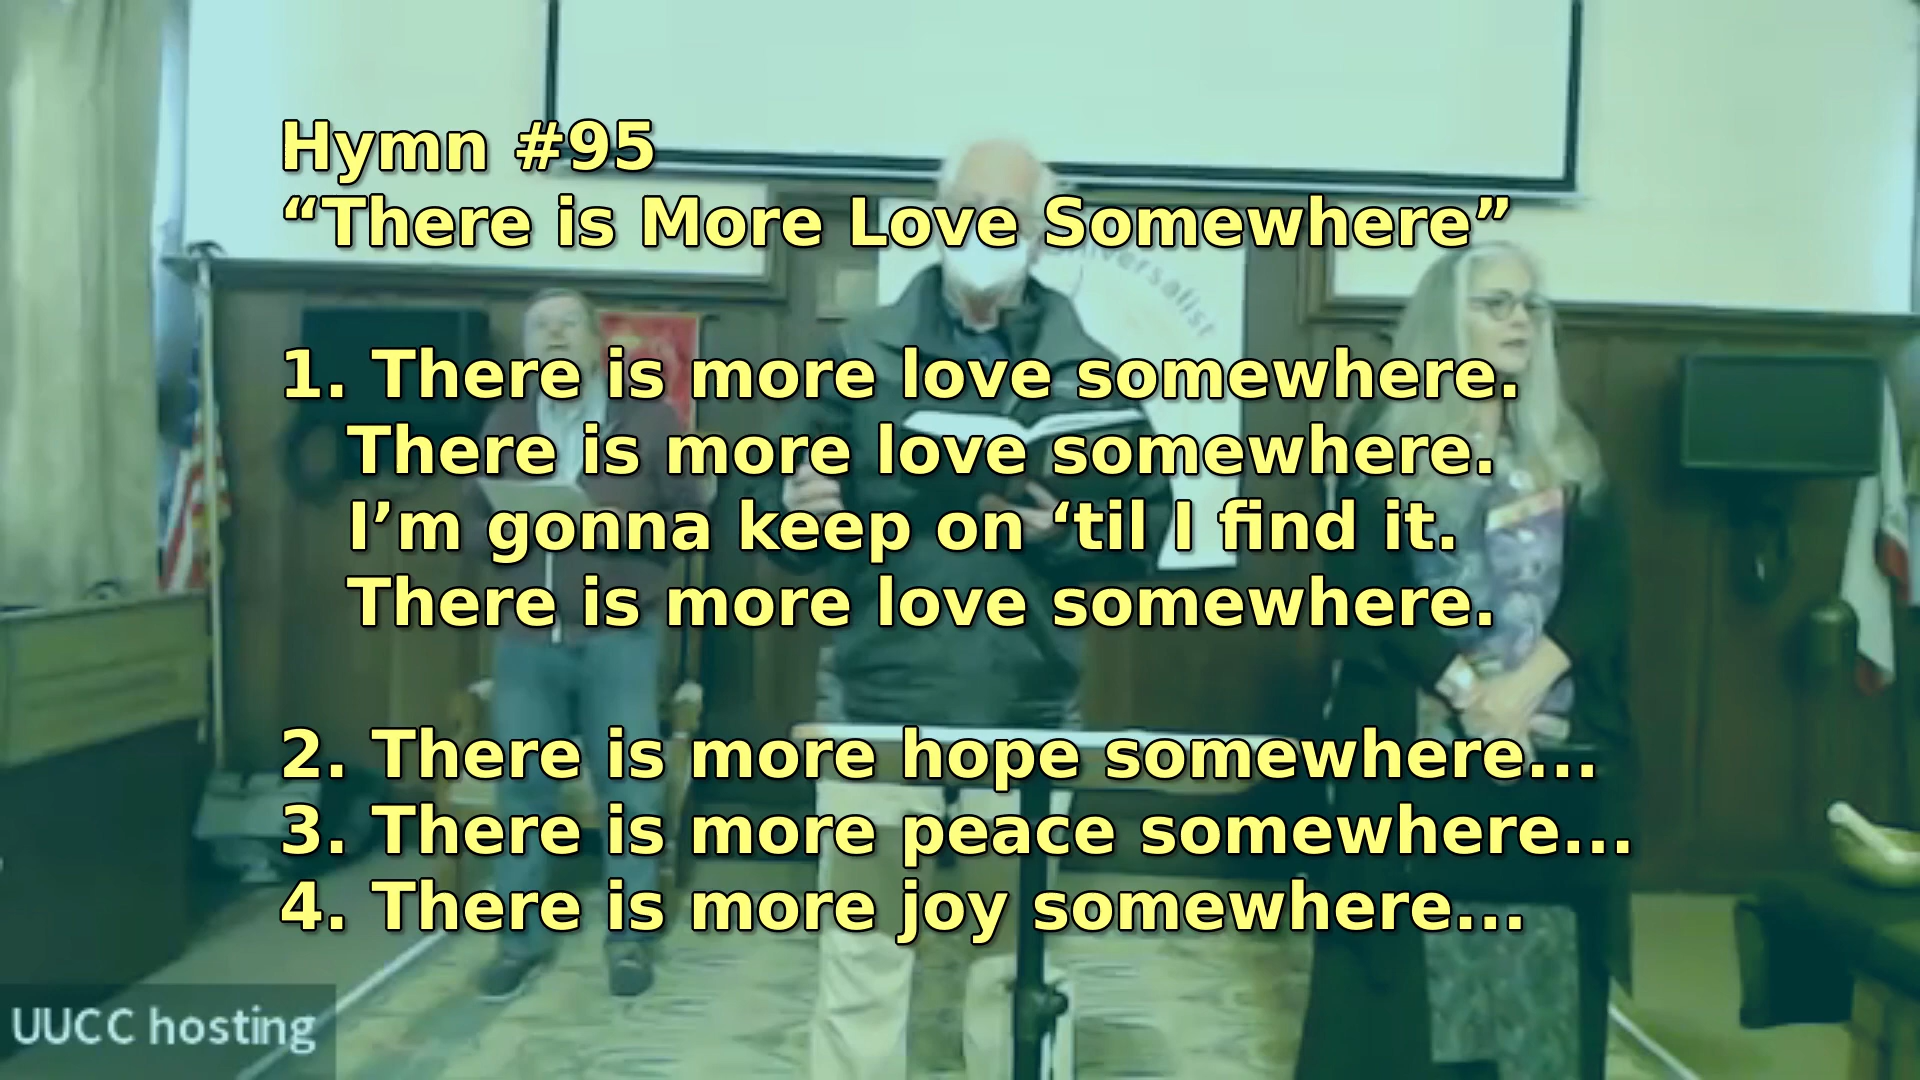 Hymn #95
“There is More Love Somewhere”
1. There is more love somewhere.
There is more love somewhere.
I’m gonna keep on ‘til I find it.
There is more love somewhere.
2. There is more hope somewhere...
3. There is more peace somewhere...
4. There is more joy somewhere...
UUCC hosting